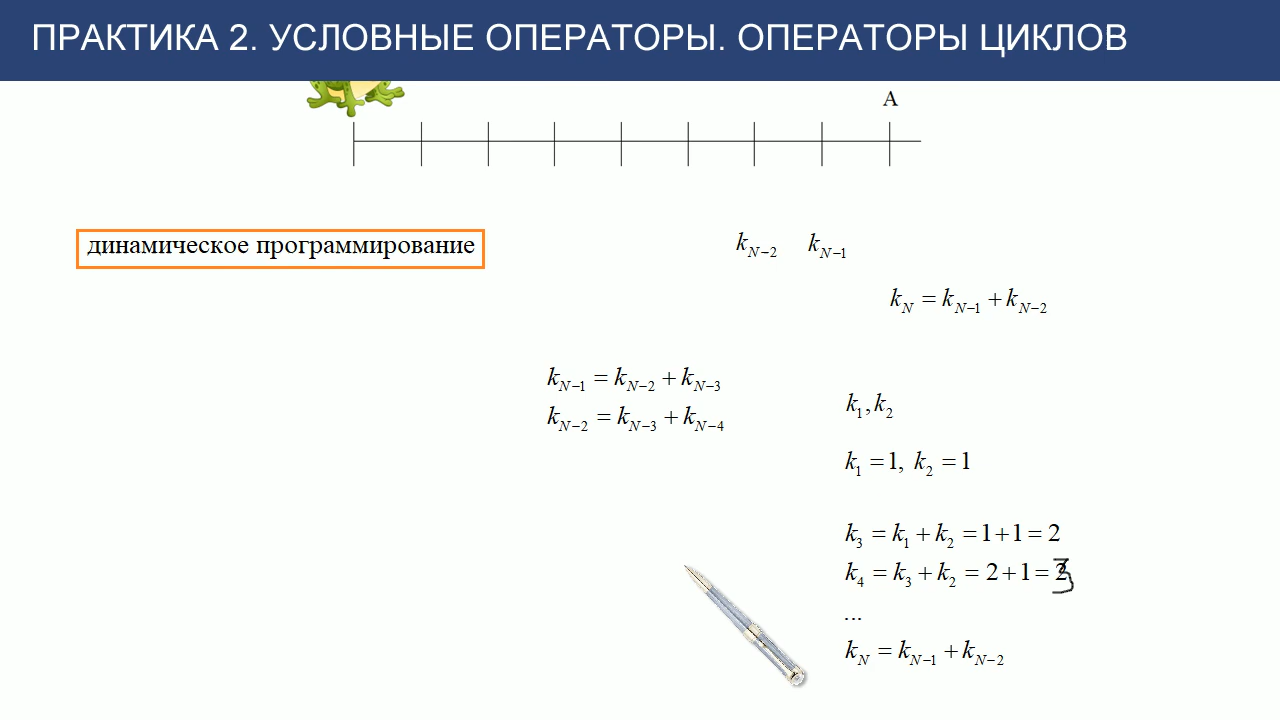 ПРАКТИКА 2. УСЛОВНЫЕ ОПЕРАТОРЫ. ОПЕРАТОРЫ ЦИКЛОВ
A
динамическое программирование
k_{N-2} k_{N-1}
k_N = k_{N-1} + k_{N-2}
k_{N-1} = k_{N-2} + k_{N-3}
k_{N-2} = k_{N-3} + k_{N-4}
k_1, k_2
k_1 = 1, k_2 = 1
k_3 = k_1 + k_2 = 1 + 1 = 2
k_4 = k_3 + k_2 = 2 + 1 = 3
...
k_N = k_{N-1} + k_{N-2}